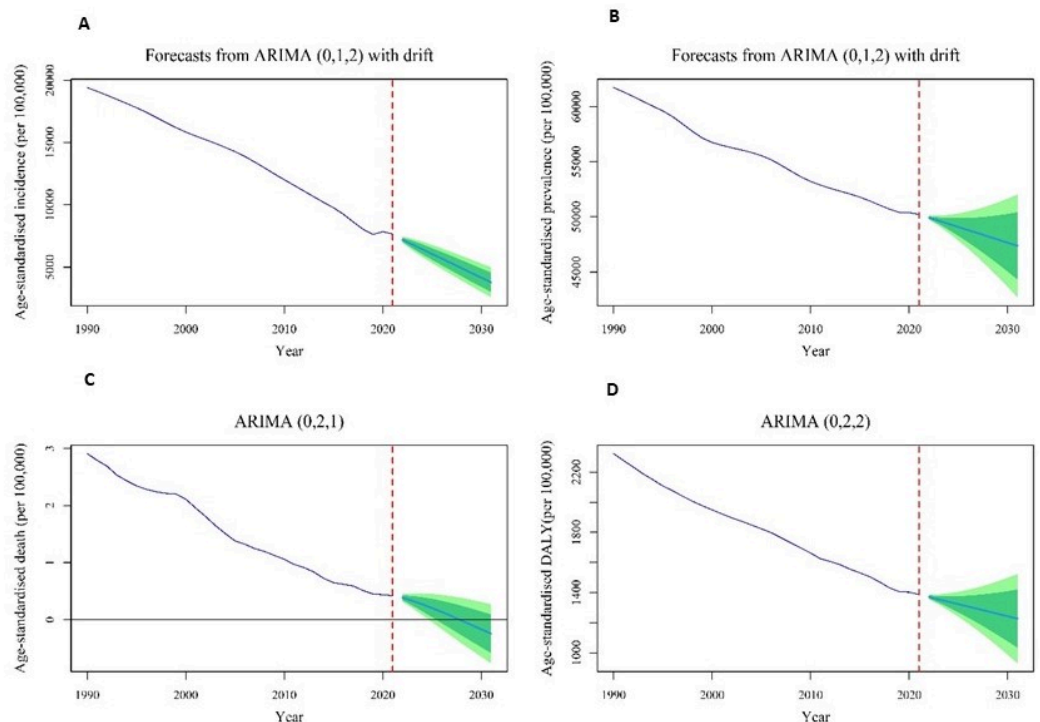 A
Forecasts from ARIMA (0,1,2) with drift
Age-standardised incidence (per 100,000)
20000
15000
10000
5000
1990
2000
2010
2020
2030
Year
B
Forecasts from ARIMA (0,1,2) with drift
Age-standardised prevalence (per 100,000)
60000
55000
50000
45000
1990
2000
2010
2020
2030
Year
C
ARIMA (0,2,1)
Age-standardised death (per 100,000)
3
2
1
0
1990
2000
2010
2020
2030
Year
D
ARIMA (0,2,2)
Age-standardised DALY(per 100,000)
2200
1800
1400
1000
1990
2000
2010
2020
2030
Year